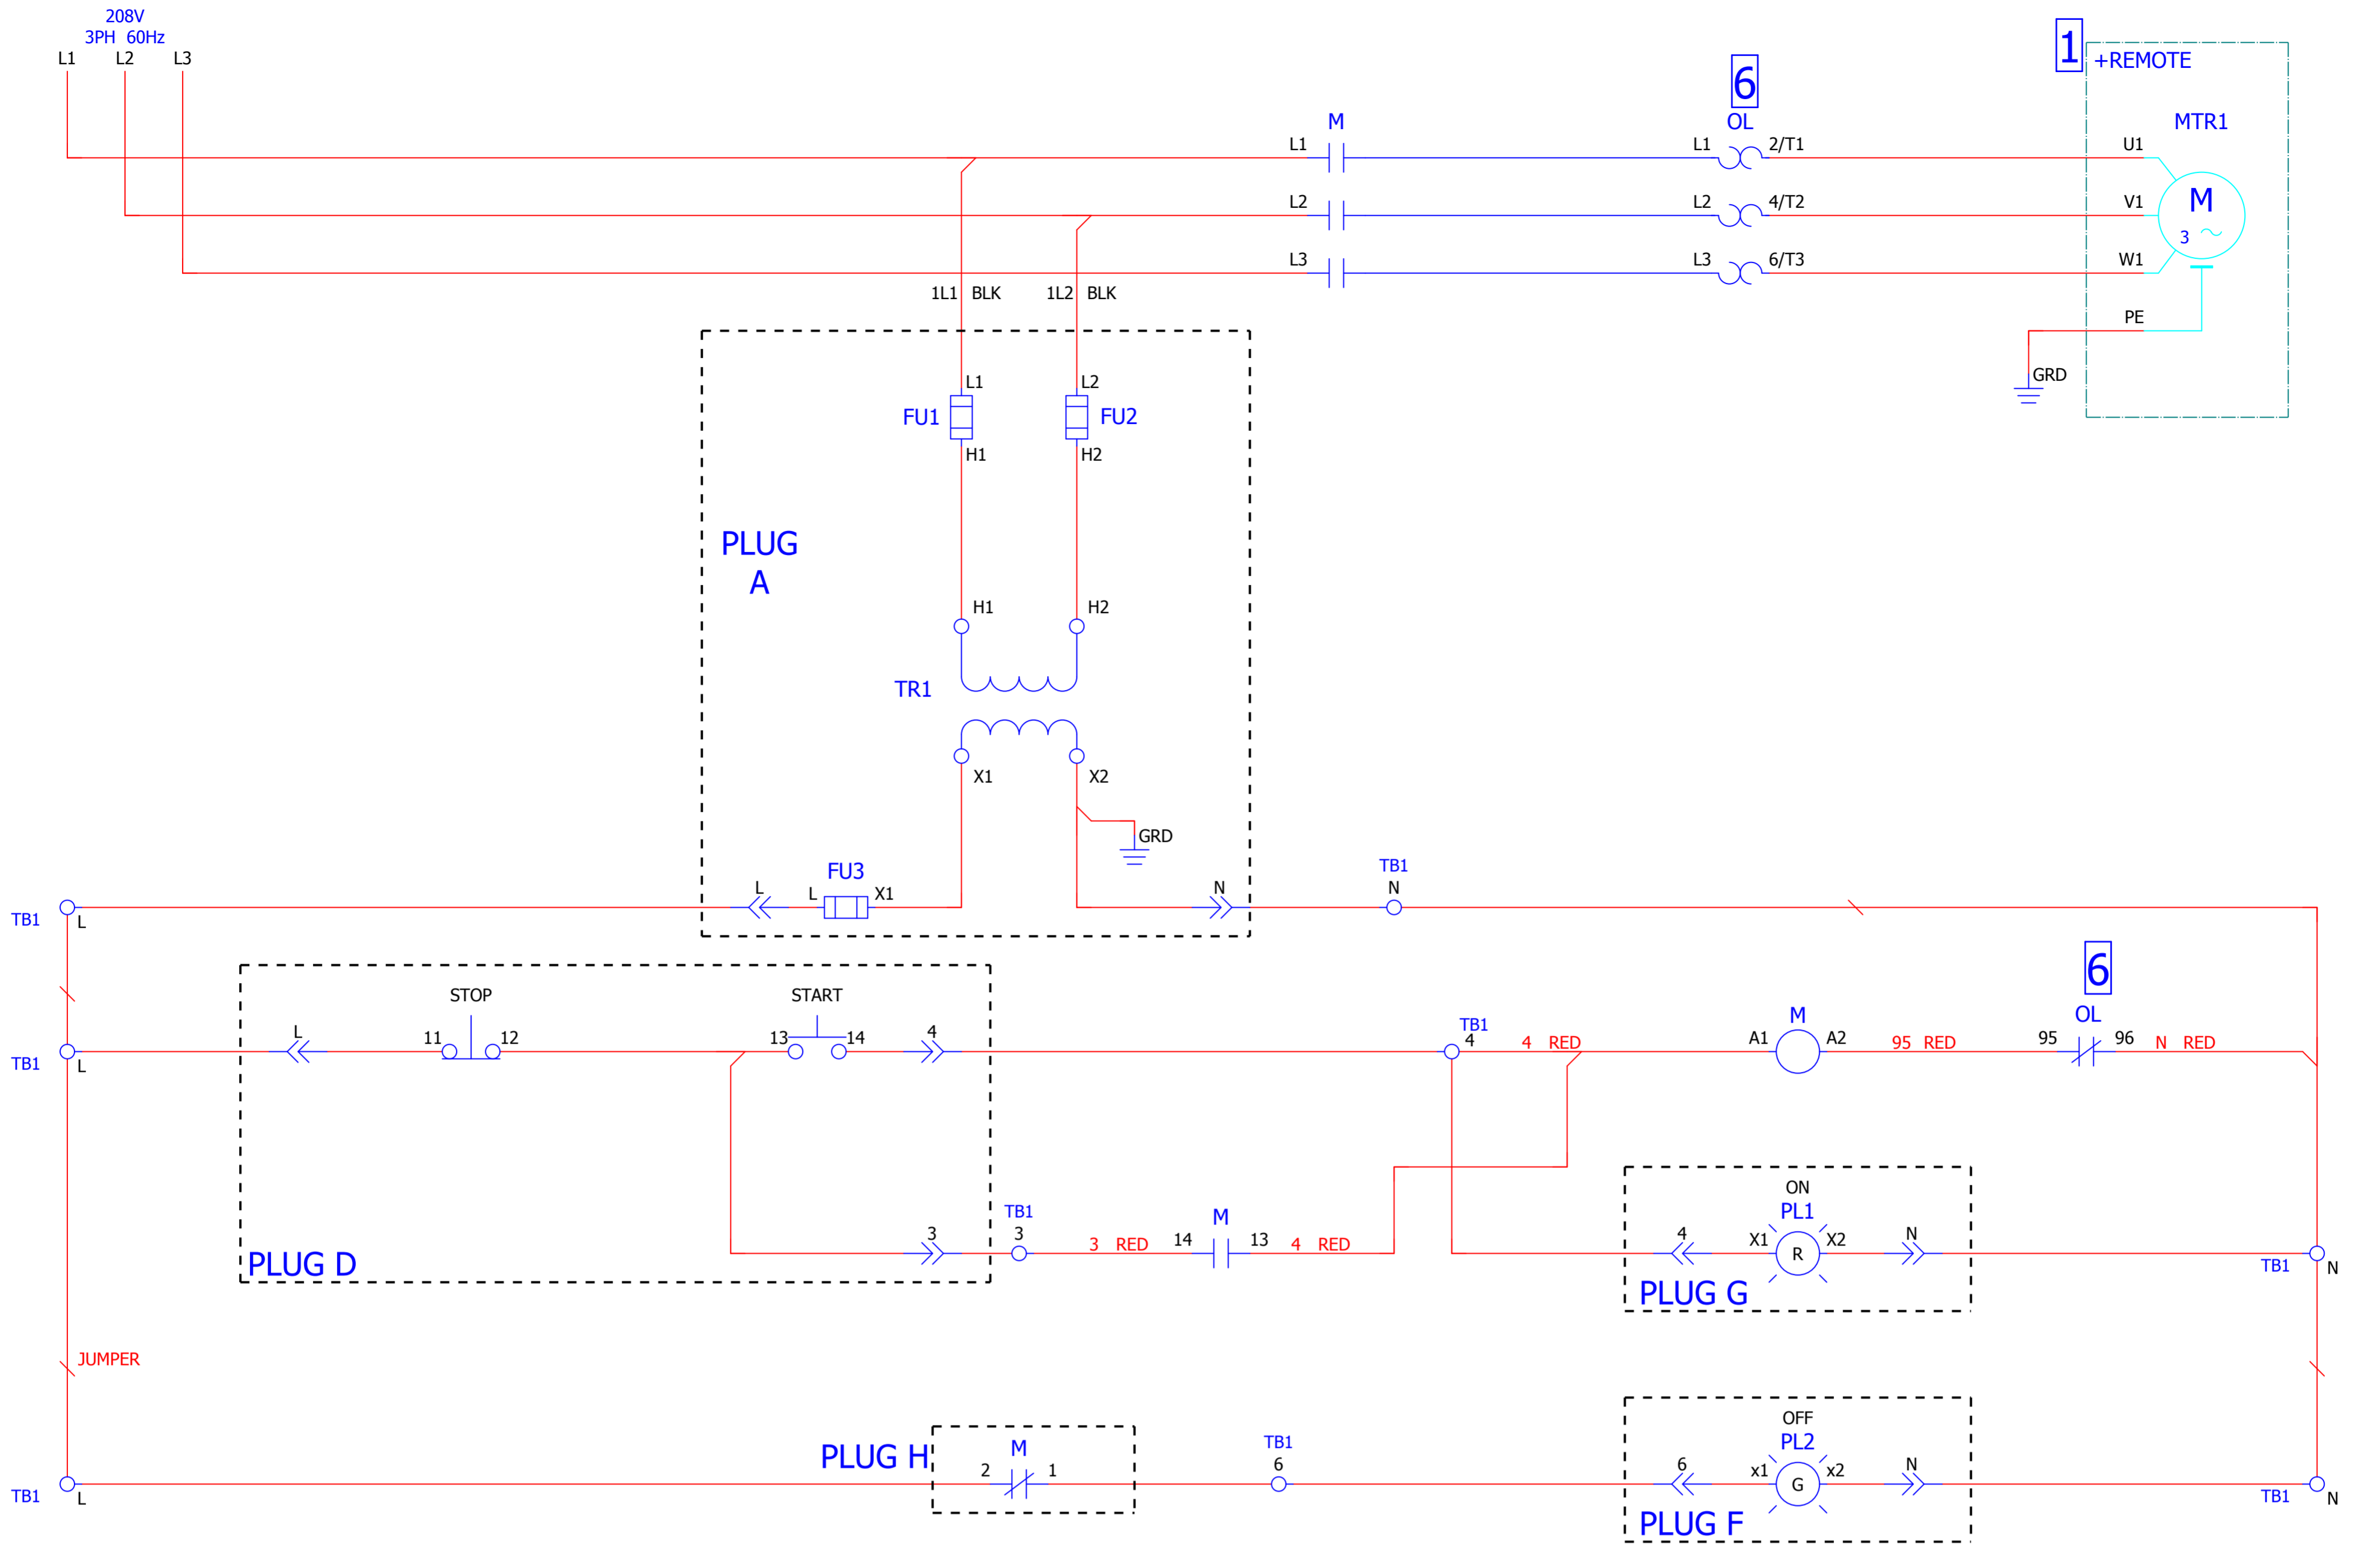 208V
3PH 60Hz
L1 L2 L3
1 +REMOTE
6
M OL MTR1
L1 L1 2/T1 U1
M
L2 L2 4/T2 V1
3
L3 L3 6/T3 W1
1L1 BLK 1L2 BLK
PE
GRD
L1 L2
FU1 FU2
H1 H2
PLUG
A
H1 H2
TR1
X1 X2
GRD
FU3 TB1
L L X1 N N
TB1 L
6
STOP START
L 11 12 13 14 4
TB1
4 4 RED M
A1 A2 95 RED OL
95 96 N RED
TB1 L
ON
PL1
TB1 M
3 3 3 RED 14 13 4 RED
4 X1 R X2 N
PLUG D
PLUG G
TB1 N
JUMPER
OFF
PL2
PLUG H M
2 1
TB1
6
6 x1 G x2 N
TB1 L
TB1 N
PLUG F